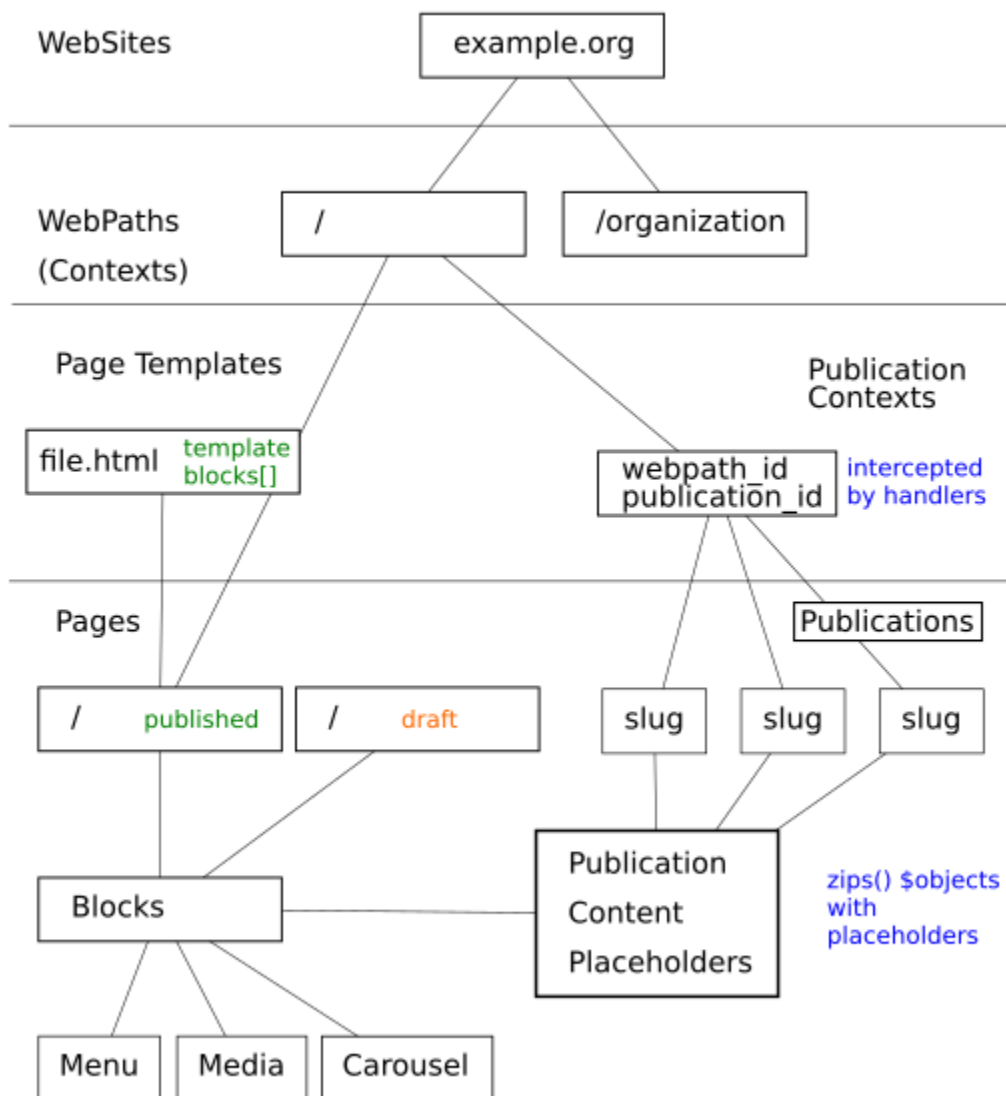 WebSites
example.org
WebPaths
(Contexts)
/
/organization
Page Templates
Publication
Contexts
file.html
template
blocks[]
webpath_id
publication_id
intercepted
by handlers
Pages
Publications
/ published
/ draft
slug
slug
slug
Blocks
Publication
Content
Placeholders
zips() $objects
with
placeholders
Menu
Media
Carousel